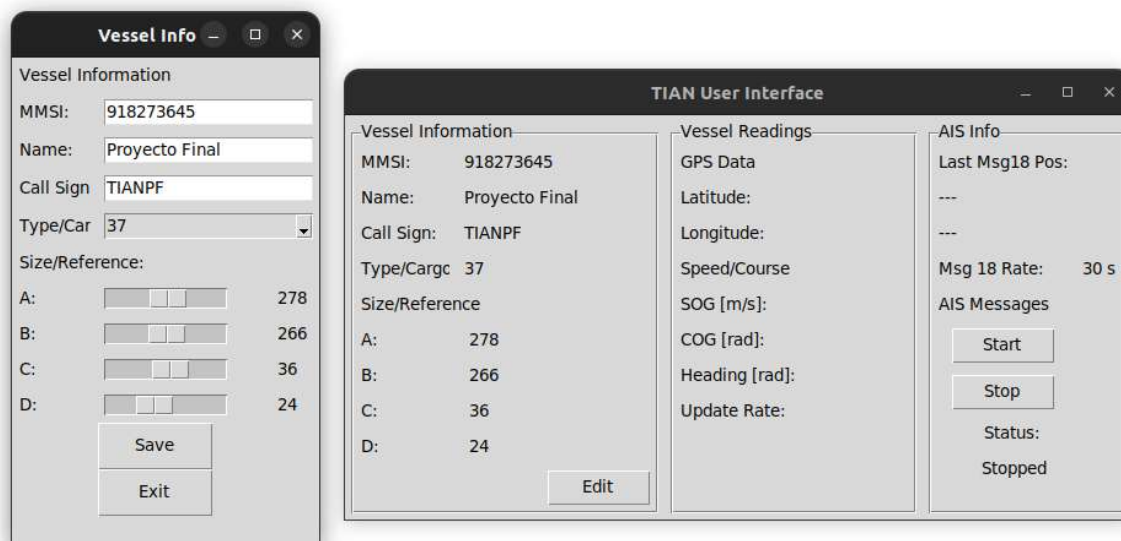 Vessel Info
Vessel Information
MMSI: 918273645
Name: Proyecto Final
Call Sign TIANPF
Type/Car 37
Size/Reference:
A: 278
B: 266
C: 36
D: 24
Save
Exit
TIAN User Interface
Vessel Information
MMSI: 918273645
Name: Proyecto Final
Call Sign: TIANPF
Type/Cargo 37
Size/Reference
A: 278
B: 266
C: 36
D: 24
Edit
Vessel Readings
GPS Data
Latitude:
Longitude:
Speed/Course
SOG [m/s]:
COG [rad]:
Heading [rad]:
Update Rate:
AIS Info
Last Msg18 Pos:
---
---
Msg 18 Rate: 30 s
AIS Messages
Start
Stop
Status:
Stopped